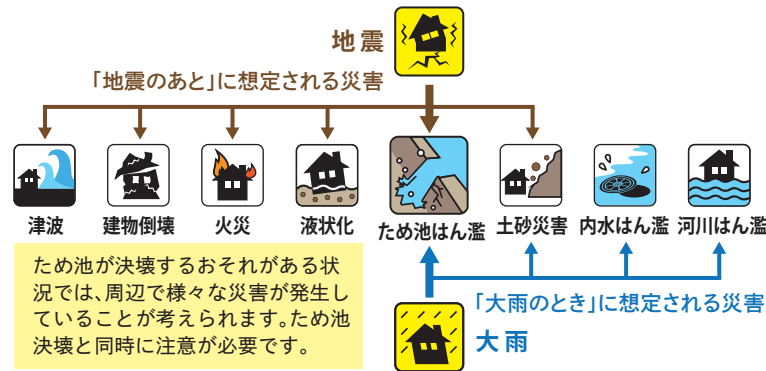 地震
「地震のあと」に想定される災害
津波
建物倒壊
火災
液状化
ため池はん濫
土砂災害
内水はん濫
河川はん濫
ため池が決壊するおそれがある状
況では、周辺で様々な災害が発生し
ていることが考えられます。ため池
決壊と同時に注意が必要です。
「大雨のとき」に想定される災害
大雨